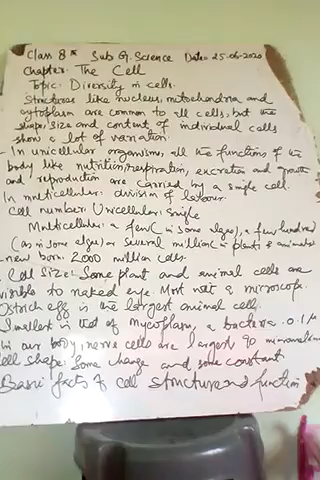 Class 8th Sub G. Science Date: 25.06-2020
Chapter: The Cell
Topic: Diversity in cells.
Structures like nucleus, mitochondria and
cytoplasm are common to all cells, but the
shape, size and content of individual cells
show a lot of variation.
In unicellular organisms, all the functions of the
body like nutrition, respiration, excretion and growth
and reproduction are carried by a single cell.
In multicellular: division of labour.
Cell number: Unicellular: Single
Multicellular: a few (in some algae), a few hundred
(as in some algae) or several million in plants & animals
new born: 2000 million cells.
Cell size: Some plant and animal cells are
visible to naked eye. Most not a microscope.
Ostrich egg is the largest animal cell.
Smallest is that of mycoplasm, a bacteria. 0.1 μ
In our body, nerve cells are largest, 90
Cell shape: Some change and some constant
Basic facts of cell structure and function